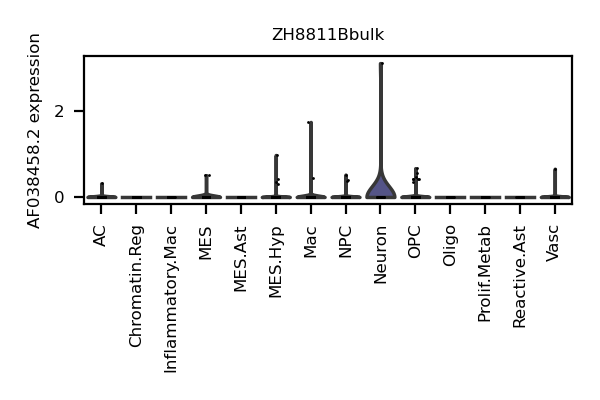 ZH8811Bbulk
AF038458.2 expression
2
0
AC
Chromatin.Reg
Inflammatory.Mac
MES
MES.Ast
MES.Hyp
Mac
NPC
Neuron
OPC
Oligo
Prolif.Metab
Reactive.Ast
Vasc